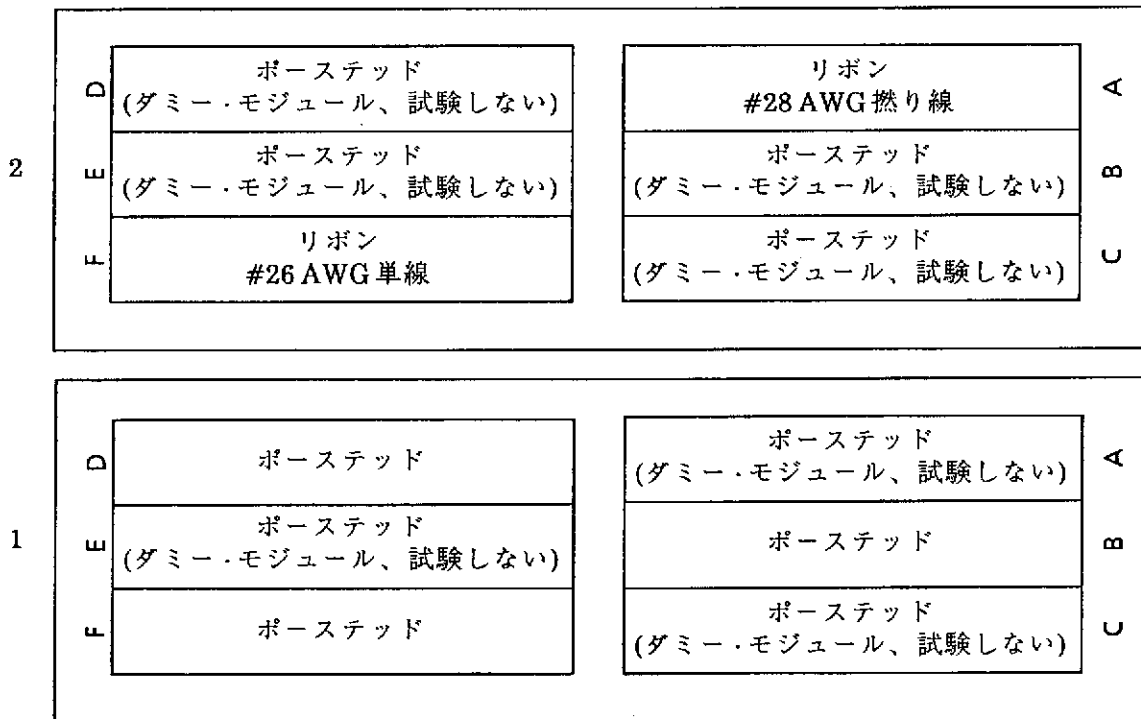 2
D
ポーステッド
(ダミー・モジュール、試験しない)
E
ポーステッド
(ダミー・モジュール、試験しない)
F
リボン
#26 AWG 単線
リボン
#28 AWG 撚り線
A
ポーステッド
(ダミー・モジュール、試験しない)
B
ポーステッド
(ダミー・モジュール、試験しない)
C
1
D
ポーステッド
E
ポーステッド
(ダミー・モジュール、試験しない)
F
ポーステッド
ポーステッド
(ダミー・モジュール、試験しない)
A
ポーステッド
B
ポーステッド
(ダミー・モジュール、試験しない)
C